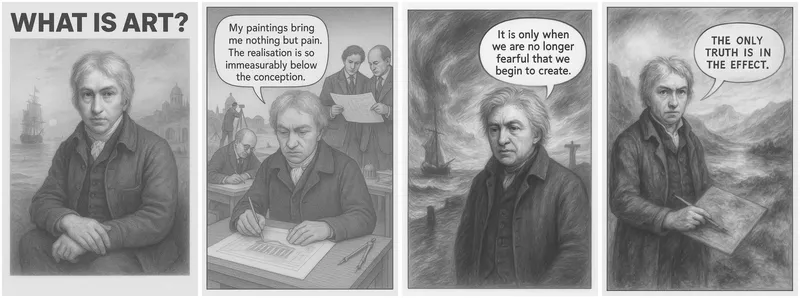 WHAT IS ART?
My paintings bring
me nothing but pain.
The realisation is so
immeasurably below
the conception.
It is only when
we are no longer
fearful that we
begin to create.
THE ONLY
TRUTH IS IN
THE EFFECT.